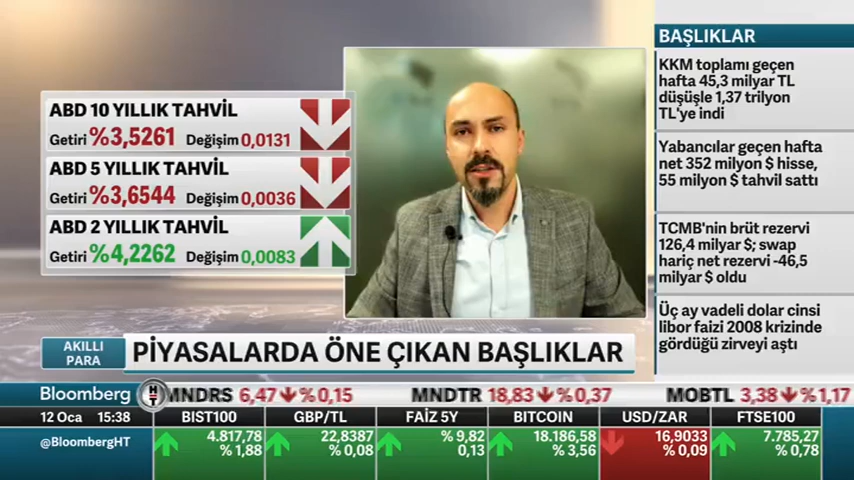 BAŞLIKLAR
KKM toplamı geçen
hafta 45,3 milyar TL
düşüşle 1,37 trilyon
TL'ye indi
Yabancılar geçen hafta
net 352 milyon $ hisse,
55 milyon $ tahvil sattı
TCMB'nin brüt rezervi
126,4 milyar $; swap
hariç net rezervi -46,5
milyar $ oldu
Üç ay vadeli dolar cinsi
libor faizi 2008 krizinde
gördüğü zirveyi aştı
ABD 10 YILLIK TAHVİL
Getiri %3,5261 Değişim 0,0131
ABD 5 YILLIK TAHVİL
Getiri %3,6544 Değişim 0,0036
ABD 2 YILLIK TAHVİL
Getiri %4,2262 Değişim 0,0083
AKILLI
PARA
PİYASALARDA ÖNE ÇIKAN BAŞLIKLAR
Bloomberg HT
MNDRS 6,47 %0,15 MNDTR 18,83 %0,37 MOBTL 3,38 %1,17
12 Oca 15:38 BIST100 GBP/TL FAİZ 5Y BITCOIN USD/ZAR FTSE100
@BloombergHT 4.817,78 22,8387 % 9,82 18.186,58 16,9033 7.785,27
% 1,88 % 0,08 0,13 % 3,56 % 0,09 % 0,78